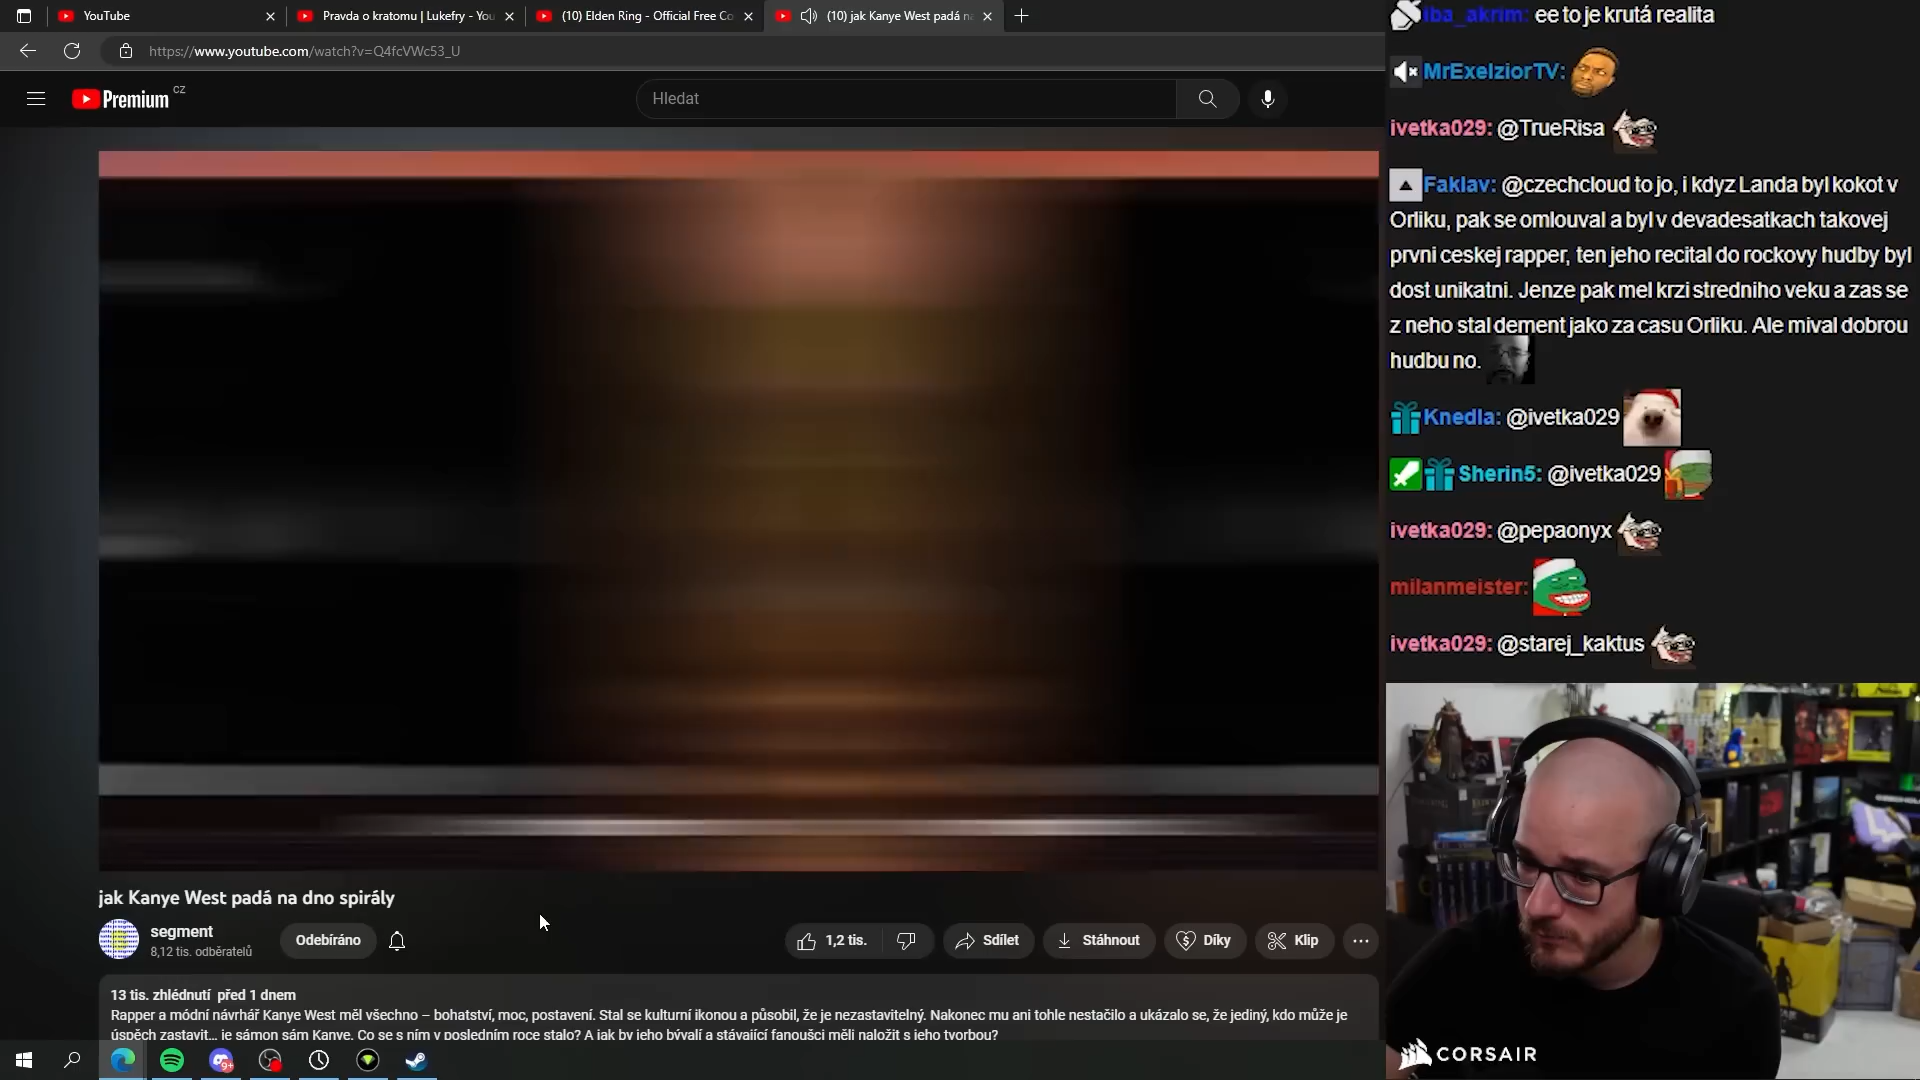 YouTube
Pravda o kratomu | Lukefry - You
(10) Elden Ring - Official Free Co
(10) jak Kanye West padá na
https://www.youtube.com/watch?v=Q4fcVWc53_U
Premium CZ
Hledat
jak Kanye West padá na dno spirály
segment
8,12 tis. odběratelů
Odebíráno
1,2 tis.
Sdílet
Stáhnout
Díky
Klip
13 tis. zhlédnutí před 1 dnem
Rapper a módní návrhář Kanye West měl všechno – bohatství, moc, postavení. Stal se kulturní ikonou a působil, že je nezastavitelný. Nakonec mu ani tohle nestačilo a ukázalo se, že jediný, kdo může je
úspěch zastavit... je sámon sám Kanye. Co se s ním v posledním roce stalo? A jak by jeho bývalí a stávající fanoušci měli naložit s jeho tvorbou?
9+
iba_akrim: ee to je krutá realita
MrExelziorTV:
ivetka029: @TrueRisa
Faklav: @czechcloud to jo, i kdyz Landa byl kokot v
Orliku, pak se omlouval a byl v devadesatkach takovej
prvni ceskej rapper, ten jeho recital do rockovy hudby byl
dost unikatni. Jenze pak mel krzi stredniho veku a zas se
z neho stal dement jako za casu Orliku. Ale mival dobrou
hudbu no.
Knedla: @ivetka029
Sherin5: @ivetka029
ivetka029: @pepaonyx
milanmeister:
ivetka029: @starej_kaktus
CORSAIR